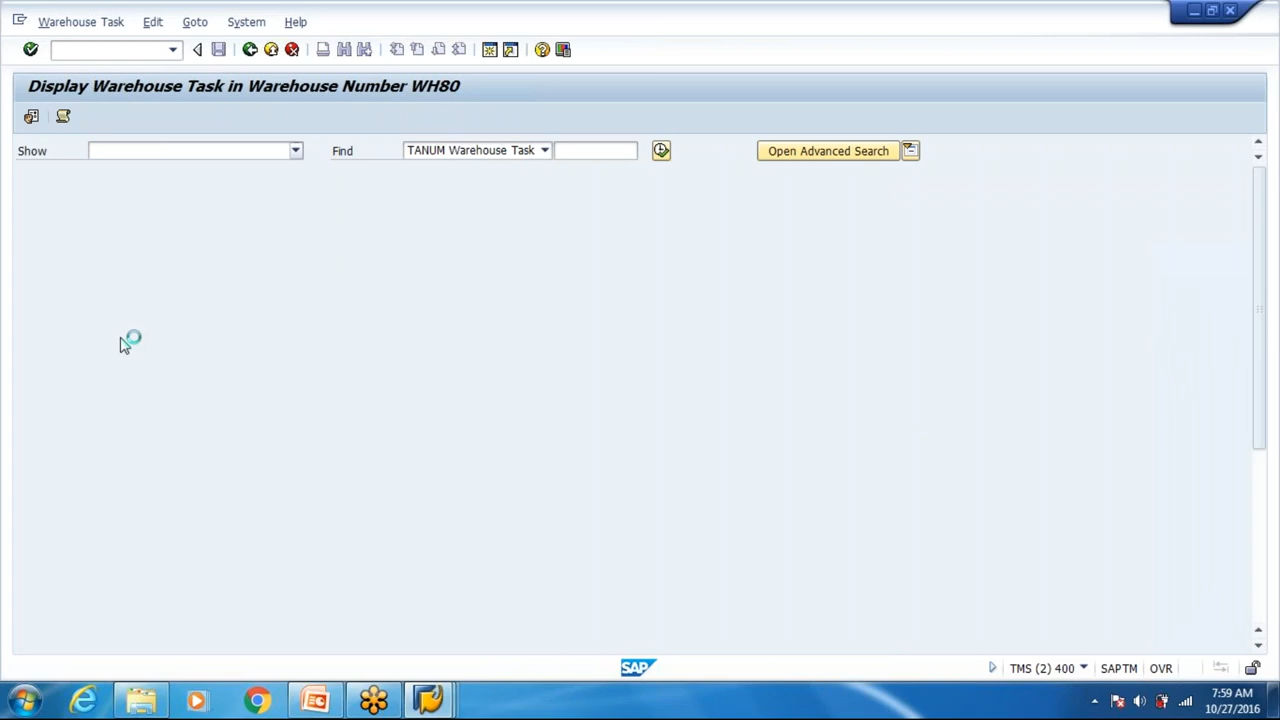 Warehouse Task Edit Goto System Help
Display Warehouse Task in Warehouse Number WH80
Show Find TANUM Warehouse Task Open Advanced Search
SAP TMS (2) 400 SAPTM OVR
7:59 AM
10/27/2016